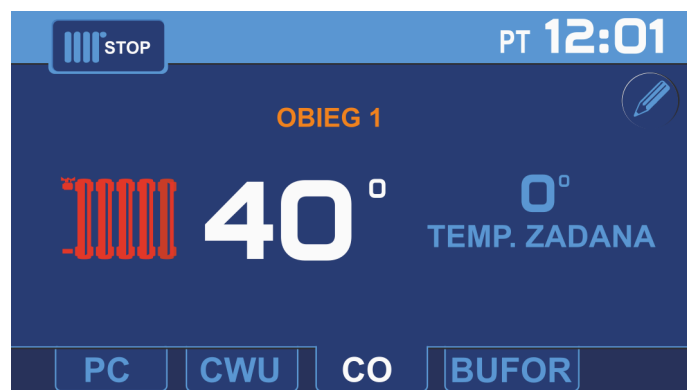 STOP
PT 12:01
OBIEG 1
40°
0°
TEMP. ZADANA
PC CWU CO BUFOR